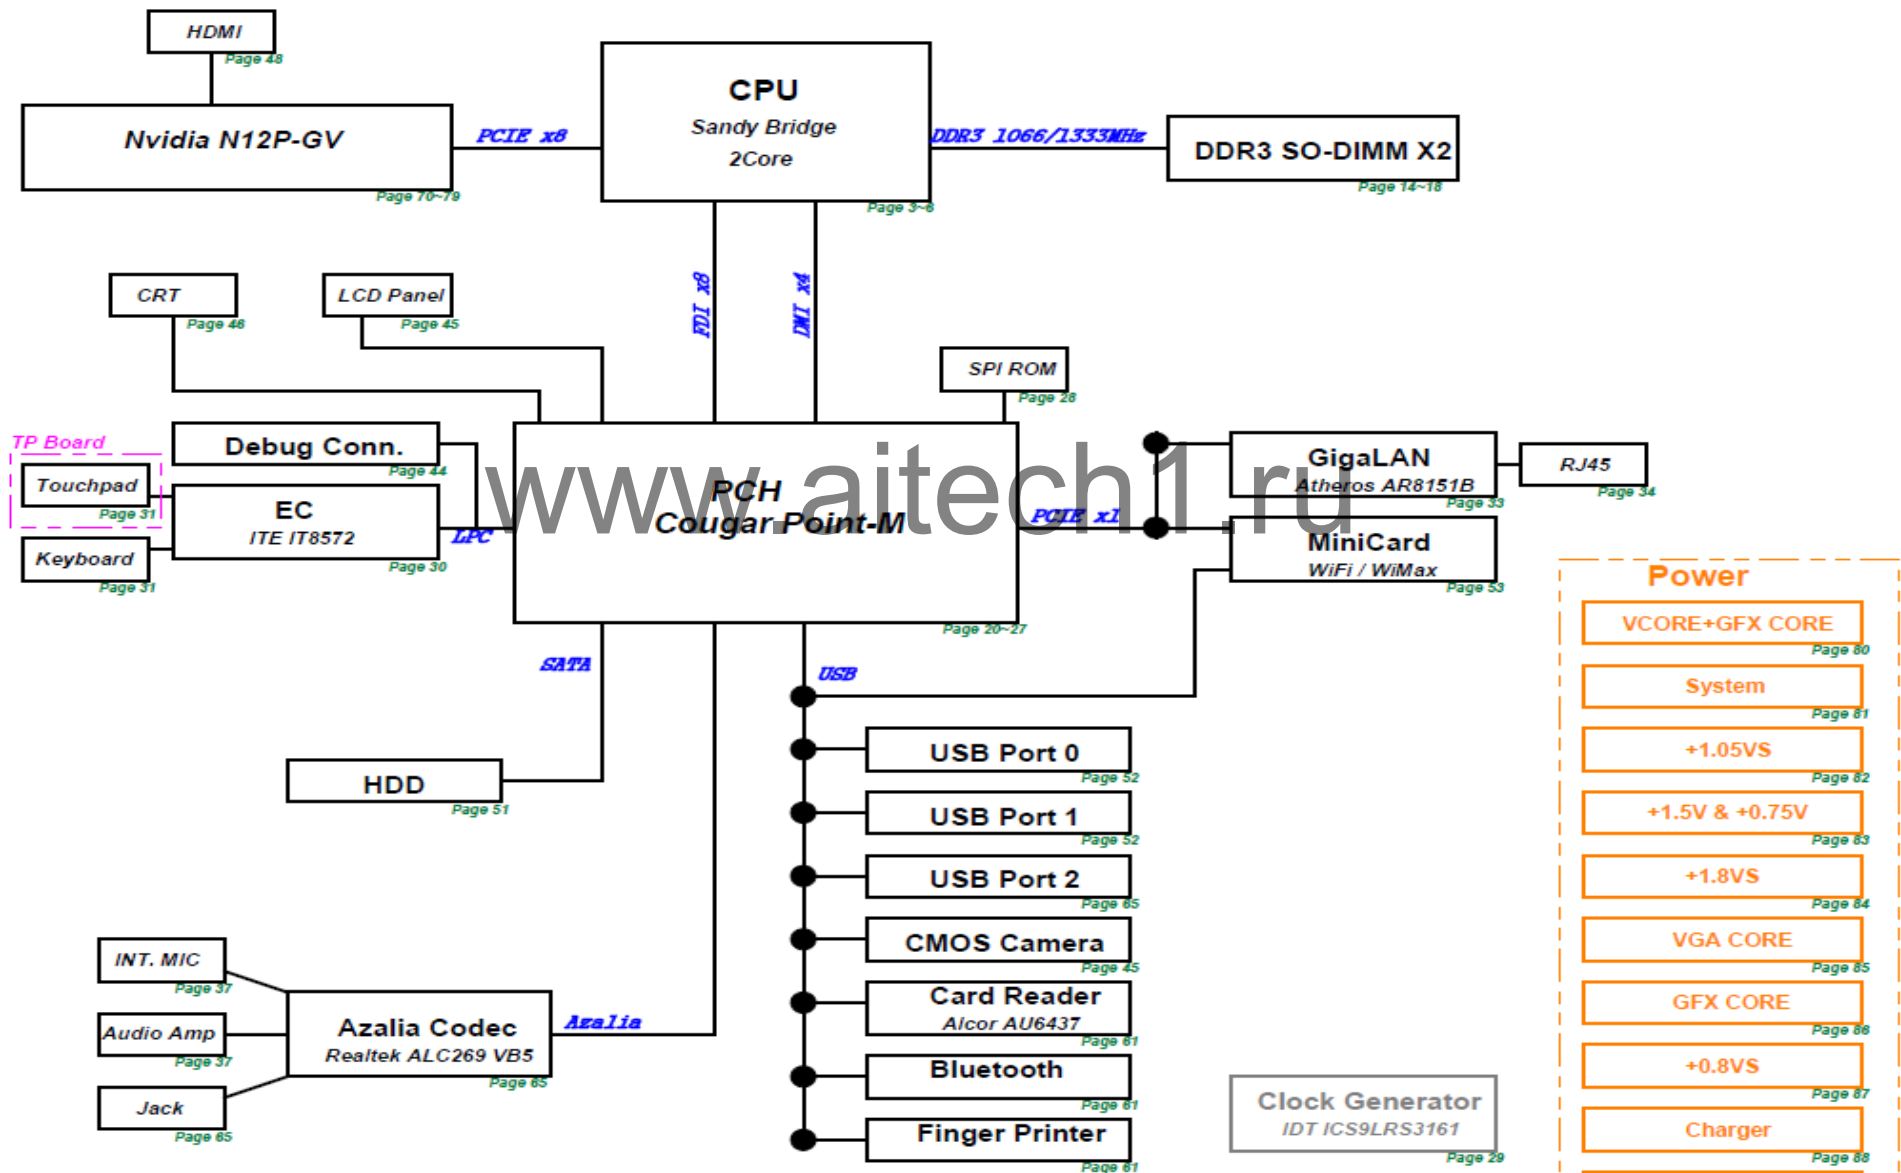 HDMI
Page 48
Nvidia N12P-GV
Page 70~79
PCIE x8
CPU
Sandy Bridge
2Core
Page 3~6
DDR3 1066/1333MHz
DDR3 SO-DIMM X2
Page 14~18
CRT
Page 46
LCD Panel
Page 45
FDI x8
DMI x4
SPI ROM
Page 28
TP Board
Touchpad
Page 31
Keyboard
Page 31
Debug Conn.
Page 44
EC
ITE IT8572
Page 30
LPC
PCH
Cougar Point-M
Page 20~27
www.aitech1.ru
PCIE x1
GigaLAN
Atheros AR8151B
Page 33
RJ45
Page 34
MiniCard
WiFi / WiMax
Page 53
SATA
HDD
Page 51
USB
USB Port 0
Page 52
USB Port 1
Page 52
USB Port 2
Page 65
CMOS Camera
Page 45
Card Reader
Alcor AU6437
Page 61
Bluetooth
Page 61
Finger Printer
Page 61
INT. MIC
Page 37
Audio Amp
Page 37
Jack
Page 65
Azalia Codec
Realtek ALC269 VB5
Page 65
Azalia
Clock Generator
IDT ICS9LRS3161
Page 29
Power
VCORE+GFX CORE
Page 80
System
Page 81
+1.05VS
Page 82
+1.5V & +0.75V
Page 83
+1.8VS
Page 84
VGA CORE
Page 85
GFX CORE
Page 86
+0.8VS
Page 87
Charger
Page 88